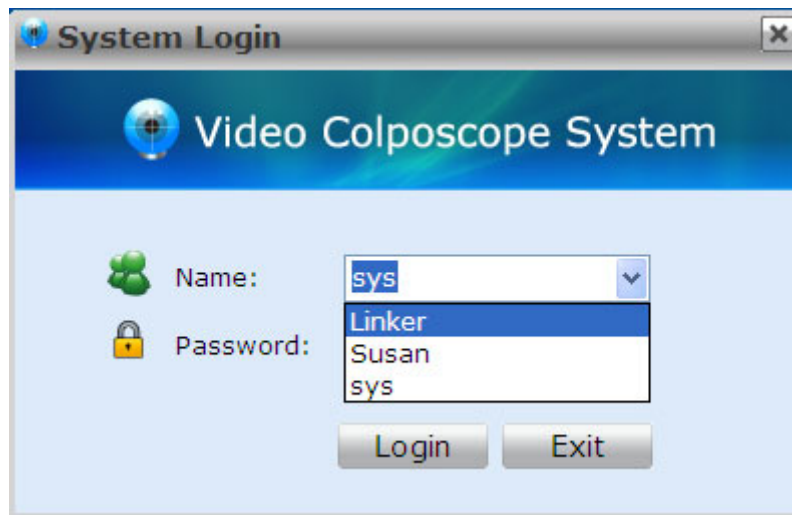 System Login
Video Colposcope System
Name: sys
Linker
Susan
Password:
sys
Login Exit